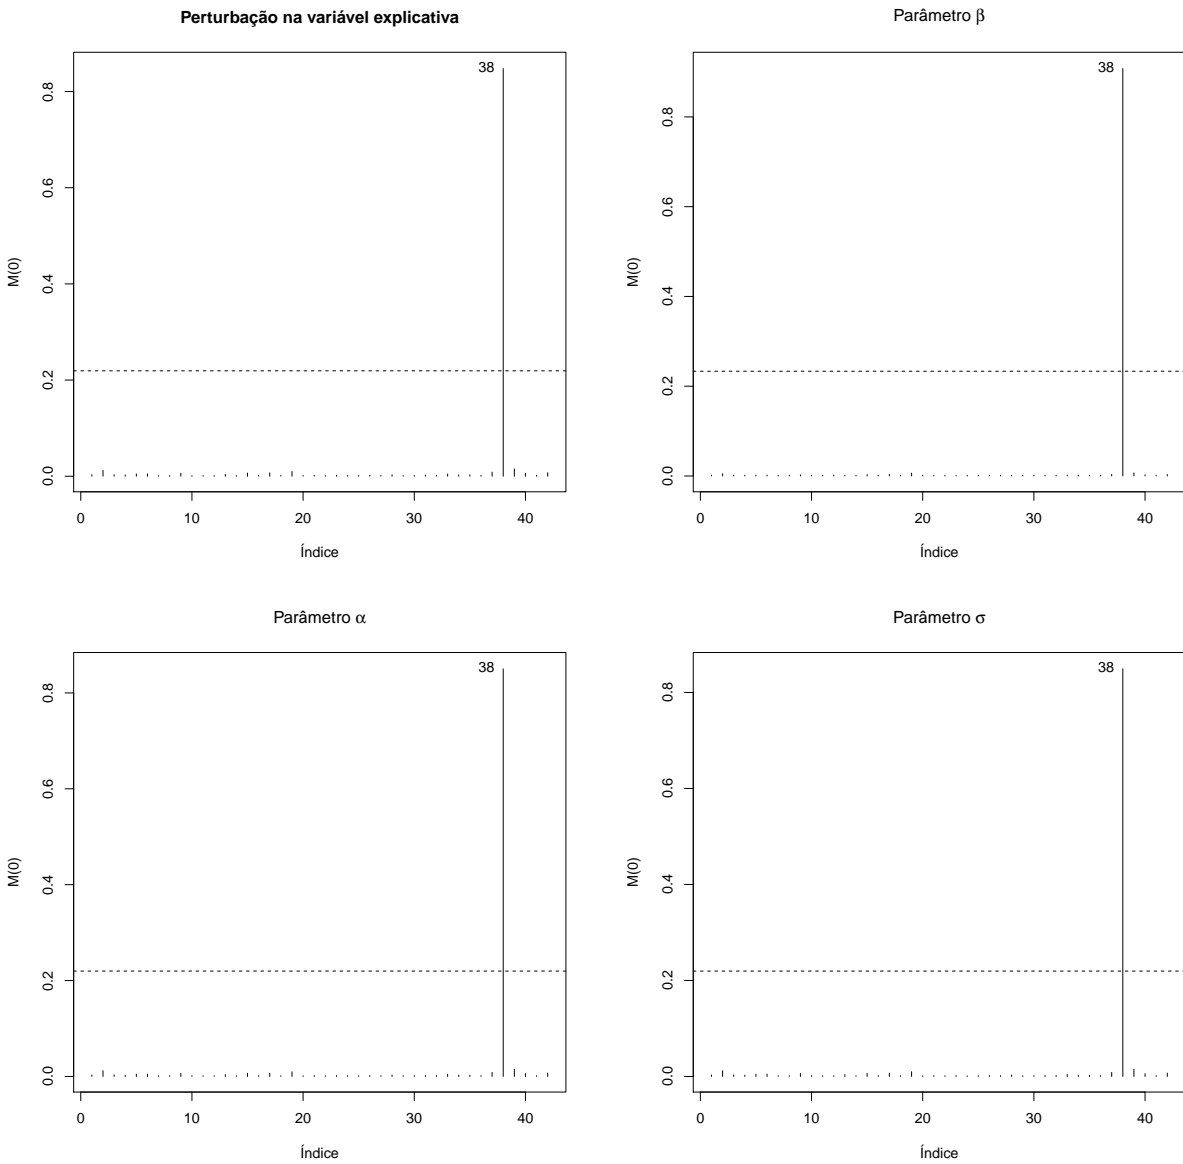 Perturbação na variável explicativa
38
0.0 0.2 0.4 0.6 0.8
M(0)
0 10 20 30 40
Índice
Parâmetro β
38
0.0 0.2 0.4 0.6 0.8
M(0)
0 10 20 30 40
Índice
Parâmetro α
38
0.0 0.2 0.4 0.6 0.8
M(0)
0 10 20 30 40
Índice
Parâmetro σ
38
0.0 0.2 0.4 0.6 0.8
M(0)
0 10 20 30 40
Índice